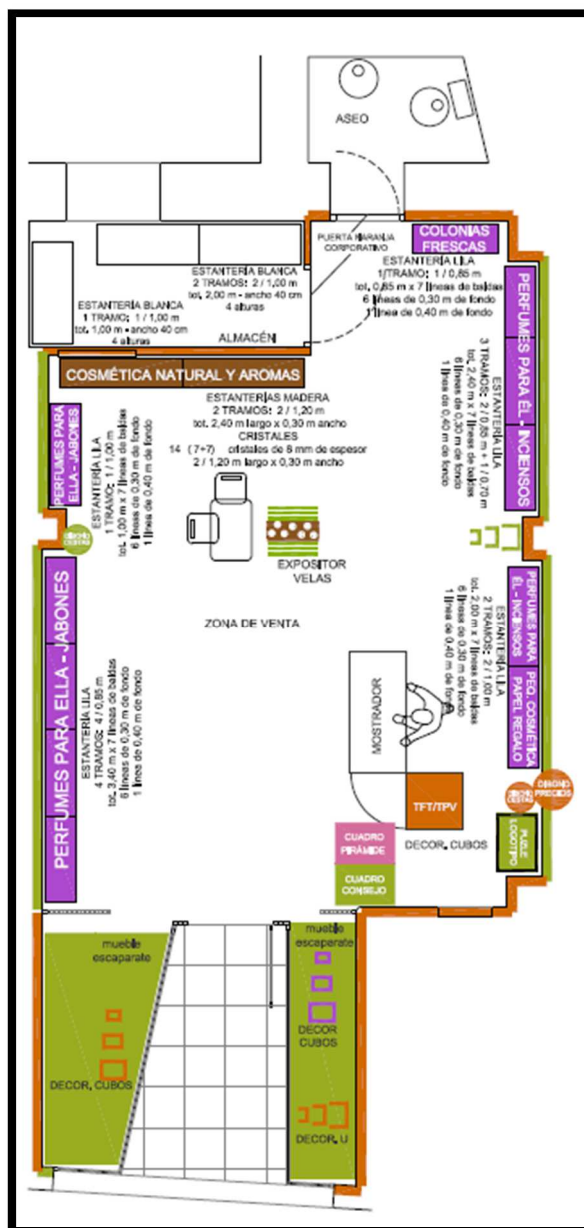 ASEO
PUERTA NARANJA
CORPORATIVO
COLONIAS
FRESCAS
ESTANTERÍA LILA
1 TRAMO: 1 / 0,85 m
tot. 0,85 m x 7 líneas de baldas
6 líneas de 0,30 m de fondo
1 línea de 0,40 m de fondo
ESTANTERÍA BLANCA
2 TRAMOS: 2 / 1,00 m
tot. 2,00 m - ancho 40 cm
4 alturas
ESTANTERÍA BLANCA
1 TRAMO: 1 / 1,00 m
tot. 1,00 m - ancho 40 cm
4 alturas
ALMACÉN
PERFUMES PARA ÉL - INCIENSOS
ESTANTERÍA LILA
3 TRAMOS: 2 / 0,85 m + 1 / 0,70 m
tot. 2,40 m x 7 líneas de baldas
6 líneas de 0,30 m de fondo
1 línea de 0,40 m de fondo
COSMÉTICA NATURAL Y AROMAS
ESTANTERÍAS MADERA
2 TRAMOS: 2 / 1,20 m
tot. 2,40 m largo x 0,30 m ancho
CRISTALES
14 (7+7) cristales de 8 mm de espesor
2 / 1,20 m largo x 0,30 m ancho
PERFUMES PARA
ELLA - JABONES
ESTANTERÍA LILA
1 TRAMO: 1 / 1,00 m
tot. 1,00 m x 7 líneas de baldas
6 líneas de 0,30 m de fondo
1 línea de 0,40 m de fondo
EXPOSITOR
VELAS
ZONA DE VENTA
PERFUMES PARA
ÉL - INCIENSOS
PEQ. COSMÉTICA
PAPEL REGALO
ESTANTERÍA LILA
2 TRAMOS: 2 / 1,00 m
tot. 2,00 m x 7 líneas de baldas
6 líneas de 0,30 m de fondo
1 línea de 0,40 m de fondo
PERFUMES PARA ELLA - JABONES
PERFUMES PARA ELLA - JABONES
ESTANTERÍA LILA
4 TRAMOS: 4 / 0,85 m
tot. 3,40 m x 7 líneas de baldas
6 líneas de 0,30 m de fondo
1 línea de 0,40 m de fondo
MOSTRADOR
TFT/TPV
DECOR. CUBOS
PUZLE
LOGOTIPO
CUADRO
PIRÁMIDE
CUADRO
CONSEJO
mueble
escaparate
DECOR. CUBOS
mueble
escaparate
DECOR
CUBOS
DECOR. U